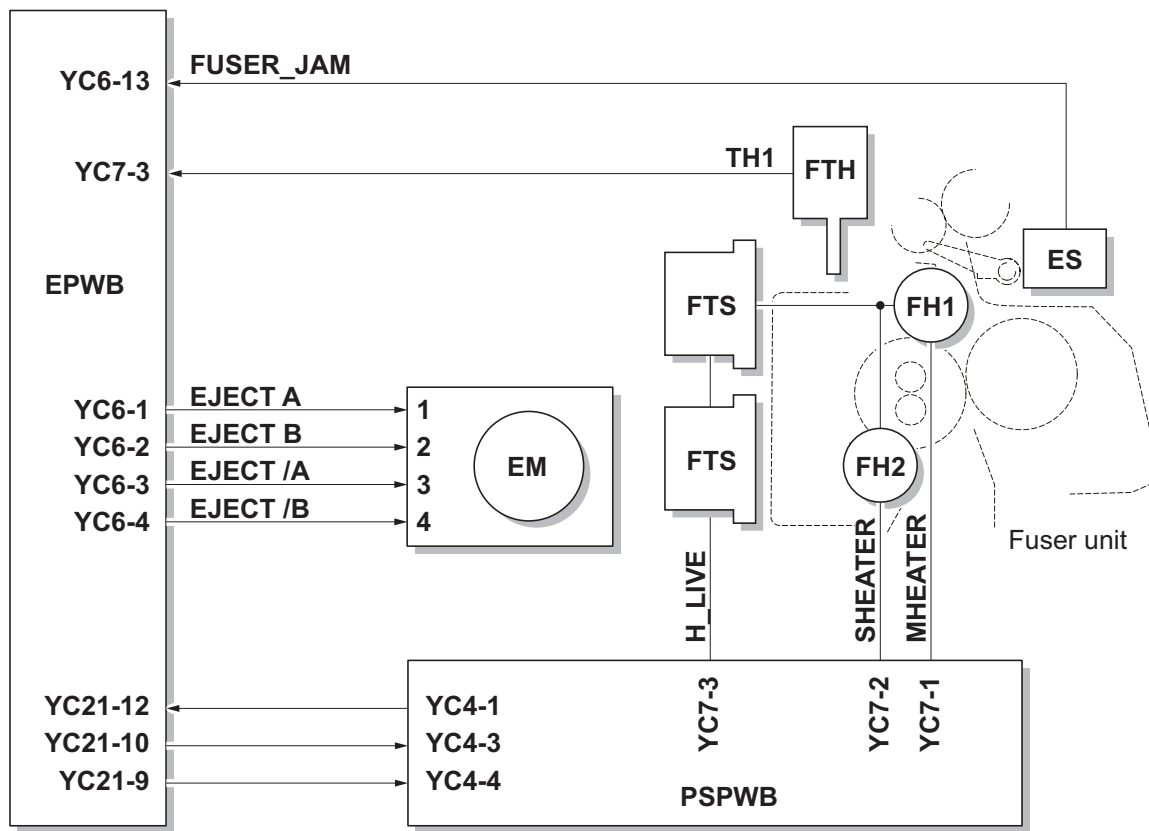 FUSER_JAM
YC6-13
TH1
FTH
YC7-3
ES
EPWB
FTS
FH1
YC6-1
EJECT A
1
YC6-2
EJECT B
2
EM
FTS
FH2
YC6-3
EJECT /A
3
YC6-4
EJECT /B
4
Fuser unit
H_LIVE
SHEATER
MHEATER
YC21-12
YC4-1
YC7-3
YC7-2
YC7-1
YC21-10
YC4-3
YC21-9
YC4-4
PSPWB